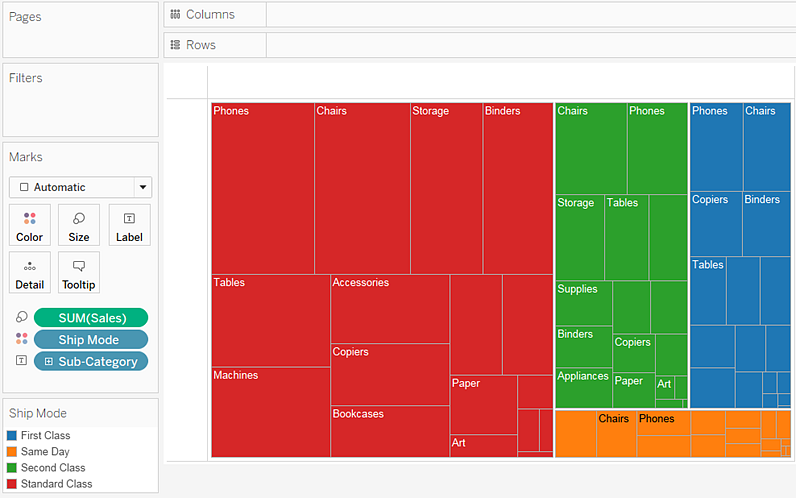 Pages
Columns
Rows
Filters
Marks
Automatic
Color
Size
Label
Detail
Tooltip
SUM(Sales)
Ship Mode
Sub-Category
Ship Mode
First Class
Same Day
Second Class
Standard Class
Phones
Chairs
Storage
Binders
Tables
Accessories
Machines
Copiers
Bookcases
Paper
Art
Chairs
Phones
Storage
Tables
Supplies
Binders
Copiers
Appliances
Paper
Art
Phones
Chairs
Copiers
Binders
Tables
Chairs
Phones